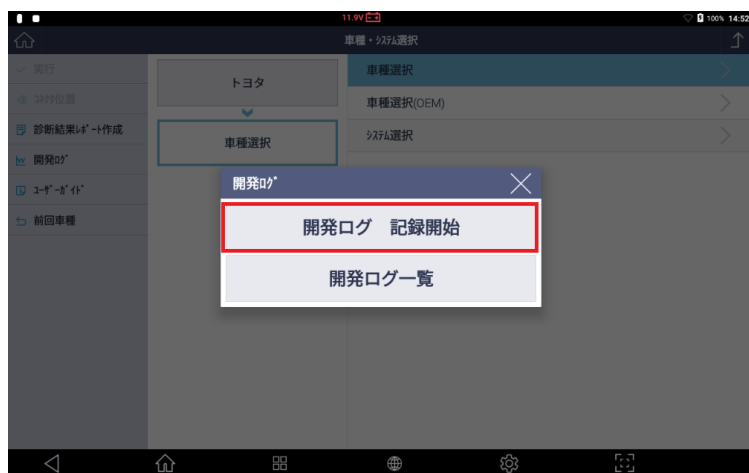 11.9V
100% 14:52
車種・ｼｽﾃﾑ選択
実行
ｺﾈｸﾀ位置
診断結果ﾚﾎﾟｰﾄ作成
開発ﾛｸﾞ
ﾕｰｻﾞｰｶﾞｲﾄﾞ
前回車種
トヨタ
車種選択
車種選択
車種選択(OEM)
ｼｽﾃﾑ選択
開発ﾛｸﾞ
開発ログ　記録開始
開発ログ一覧